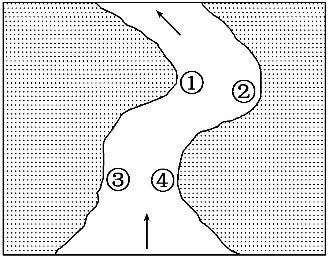 ① ②
③ ④